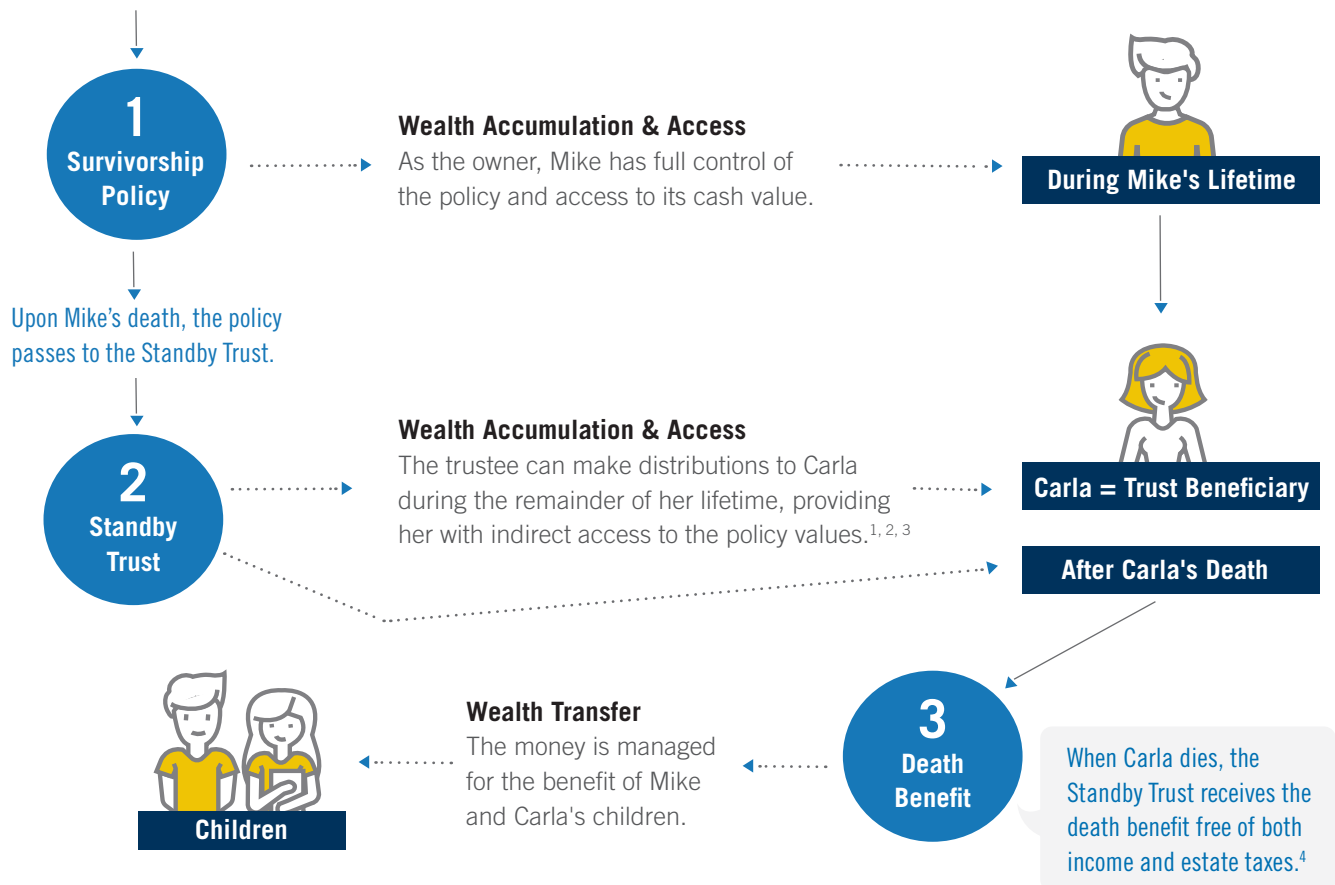 1
Survivorship
Policy
Wealth Accumulation & Access
As the owner, Mike has full control of
the policy and access to its cash value.
During Mike's Lifetime
Upon Mike’s death, the policy
passes to the Standby Trust.
2
Standby
Trust
Wealth Accumulation & Access
The trustee can make distributions to Carla
during the remainder of her lifetime, providing
her with indirect access to the policy values.1, 2, 3
Carla = Trust Beneficiary
After Carla's Death
3
Death
Benefit
When Carla dies, the
Standby Trust receives the
death benefit free of both
income and estate taxes.4
Wealth Transfer
The money is managed
for the benefit of Mike
and Carla's children.
Children